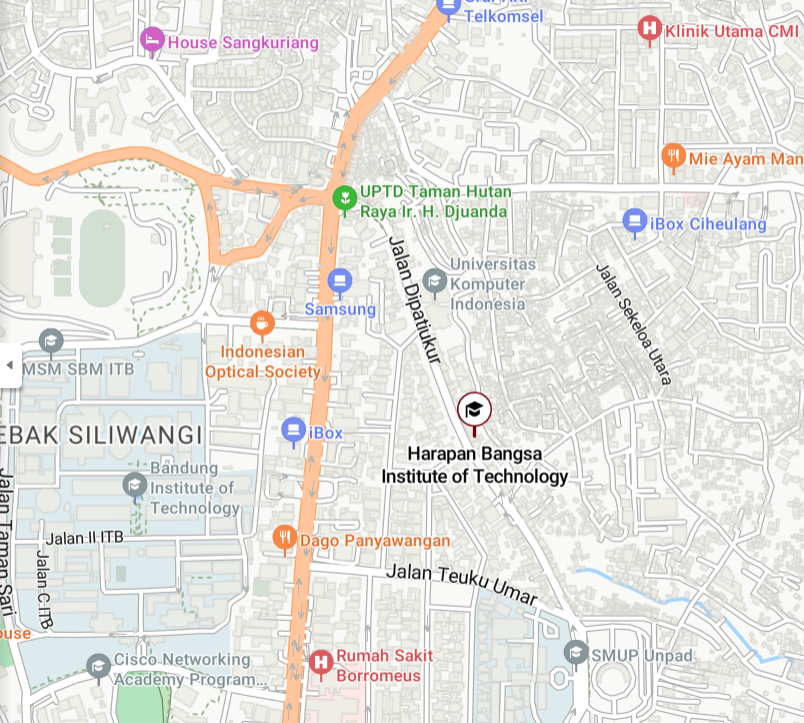 Telkomsel
House Sangkuriang
Klinik Utama CMI
Mie Ayam Man
UPTD Taman Hutan
Raya Ir. H. Djuanda
iBox Ciheulang
Jalan Dipatiukur
Universitas
Komputer
Indonesia
Jalan Sekeloa Utara
Samsung
Indonesian
Optical Society
MSM SBM ITB
EBAK SILIWANGI
iBox
Harapan Bangsa
Institute of Technology
Bandung
Institute of
Technology
Jalan Taman Sari
Jalan II ITB
Jalan C ITB
Dago Panyawangan
Jalan Teuku Umar
ouse
Cisco Networking
Academy Program...
Rumah Sakit
Borromeus
SMUP Unpad